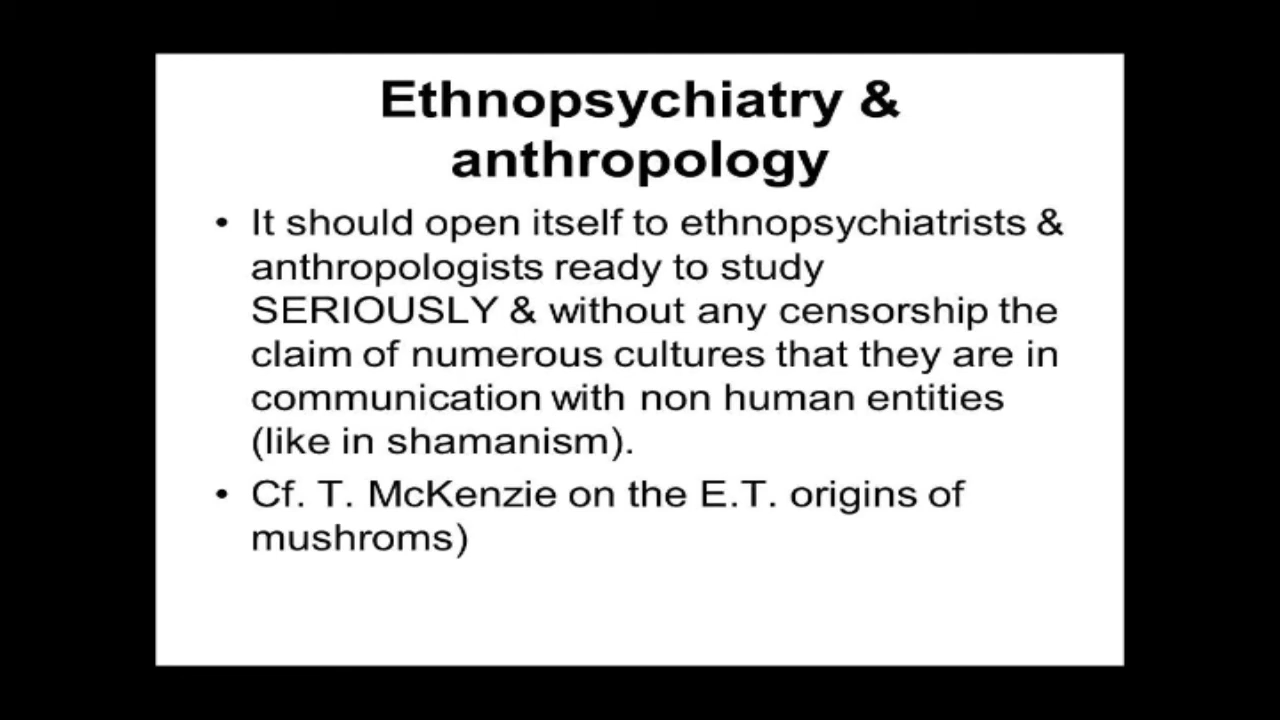 Ethnopsychiatry &
anthropology
• It should open itself to ethnopsychiatrists &
anthropologists ready to study
SERIOUSLY & without any censorship the
claim of numerous cultures that they are in
communication with non human entities
(like in shamanism).
• Cf. T. McKenzie on the E.T. origins of
mushroms)